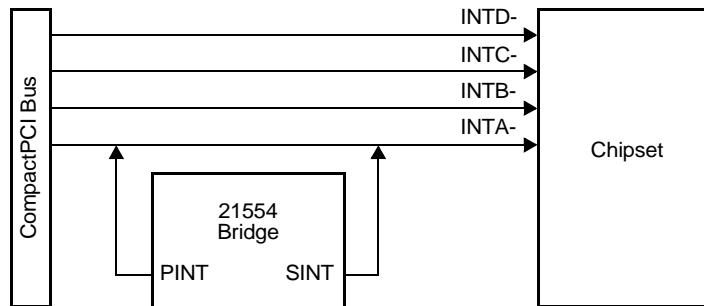 INTD-
INTC-
INTB-
INTA-
CompactPCI Bus
Chipset
21554
Bridge
PINT
SINT